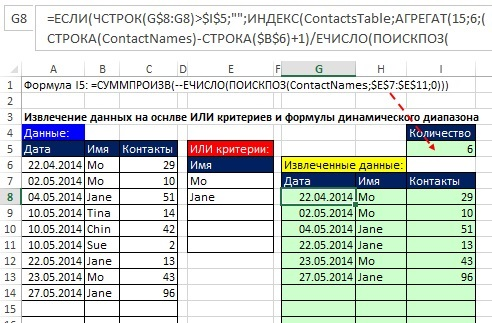 G8
=ЕСЛИ(ЧСТРОК(G$8:G8)>$I$5;"";ИНДЕКС(ContactsTable;АГРЕГАТ(15;6;(
СТРОКА(ContactNames)-СТРОКА($B$6)+1)/ЕЧИСЛО(ПОИСКПОЗ(
A B C D E F G H I
1 Формула I5: =СУММПРОИЗВ(--ЕЧИСЛО(ПОИСКПОЗ(ContactNames;$E$7:$E$11;0)))
2
3 Извлечение данных на оснлве ИЛИ критериев и формулы динамического диапазона
4 Данные: Количество
5 Дата Имя Контакты ИЛИ критерии: 6
6 22.04.2014 Mo 29 Имя Извлеченные данные:
7 02.05.2014 Mo 10 Mo Дата Имя Контакты
8 04.05.2014 Jane 51 Jane 22.04.2014 Mo 29
9 10.05.2014 Tina 14 02.05.2014 Mo 10
10 10.05.2014 Chin 42 04.05.2014 Jane 51
11 10.05.2014 Sue 2 22.05.2014 Jane 13
12 22.05.2014 Jane 13 23.05.2014 Mo 43
13 23.05.2014 Mo 43 27.05.2014 Jane 96
14 27.05.2014 Jane 96